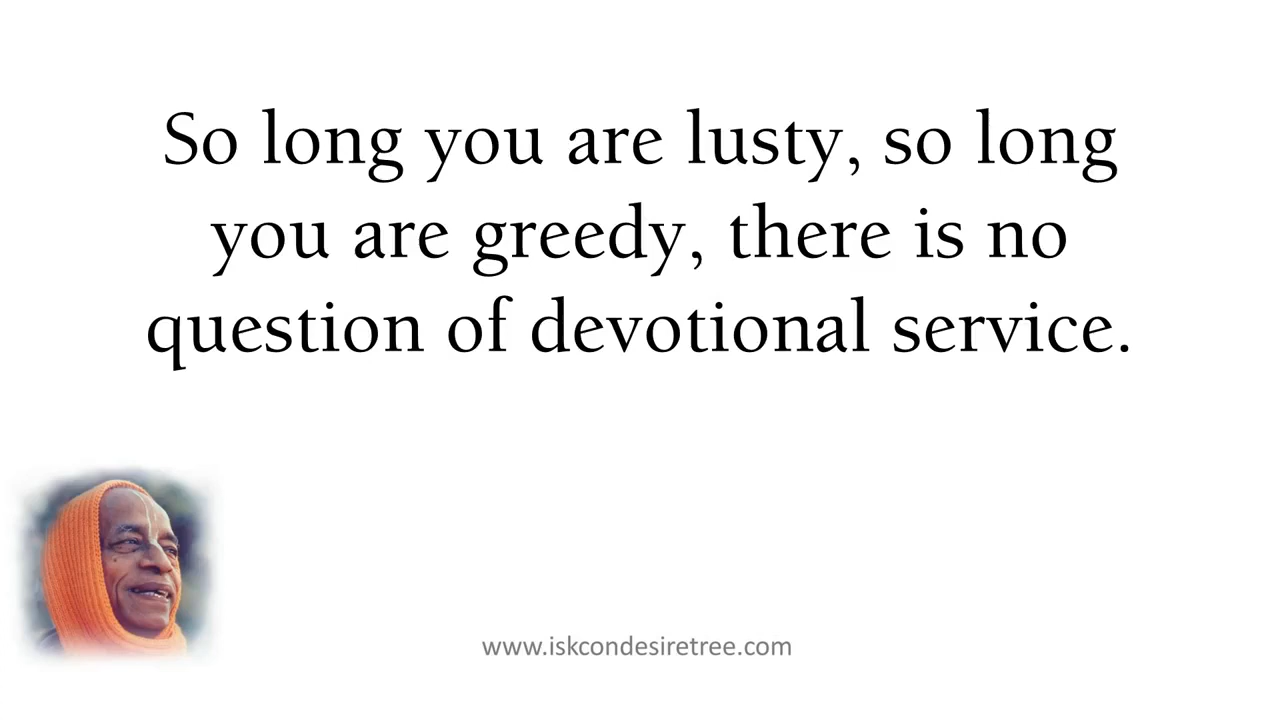 So long you are lusty, so long
you are greedy, there is no
question of devotional service.
www.iskcondesiretree.com